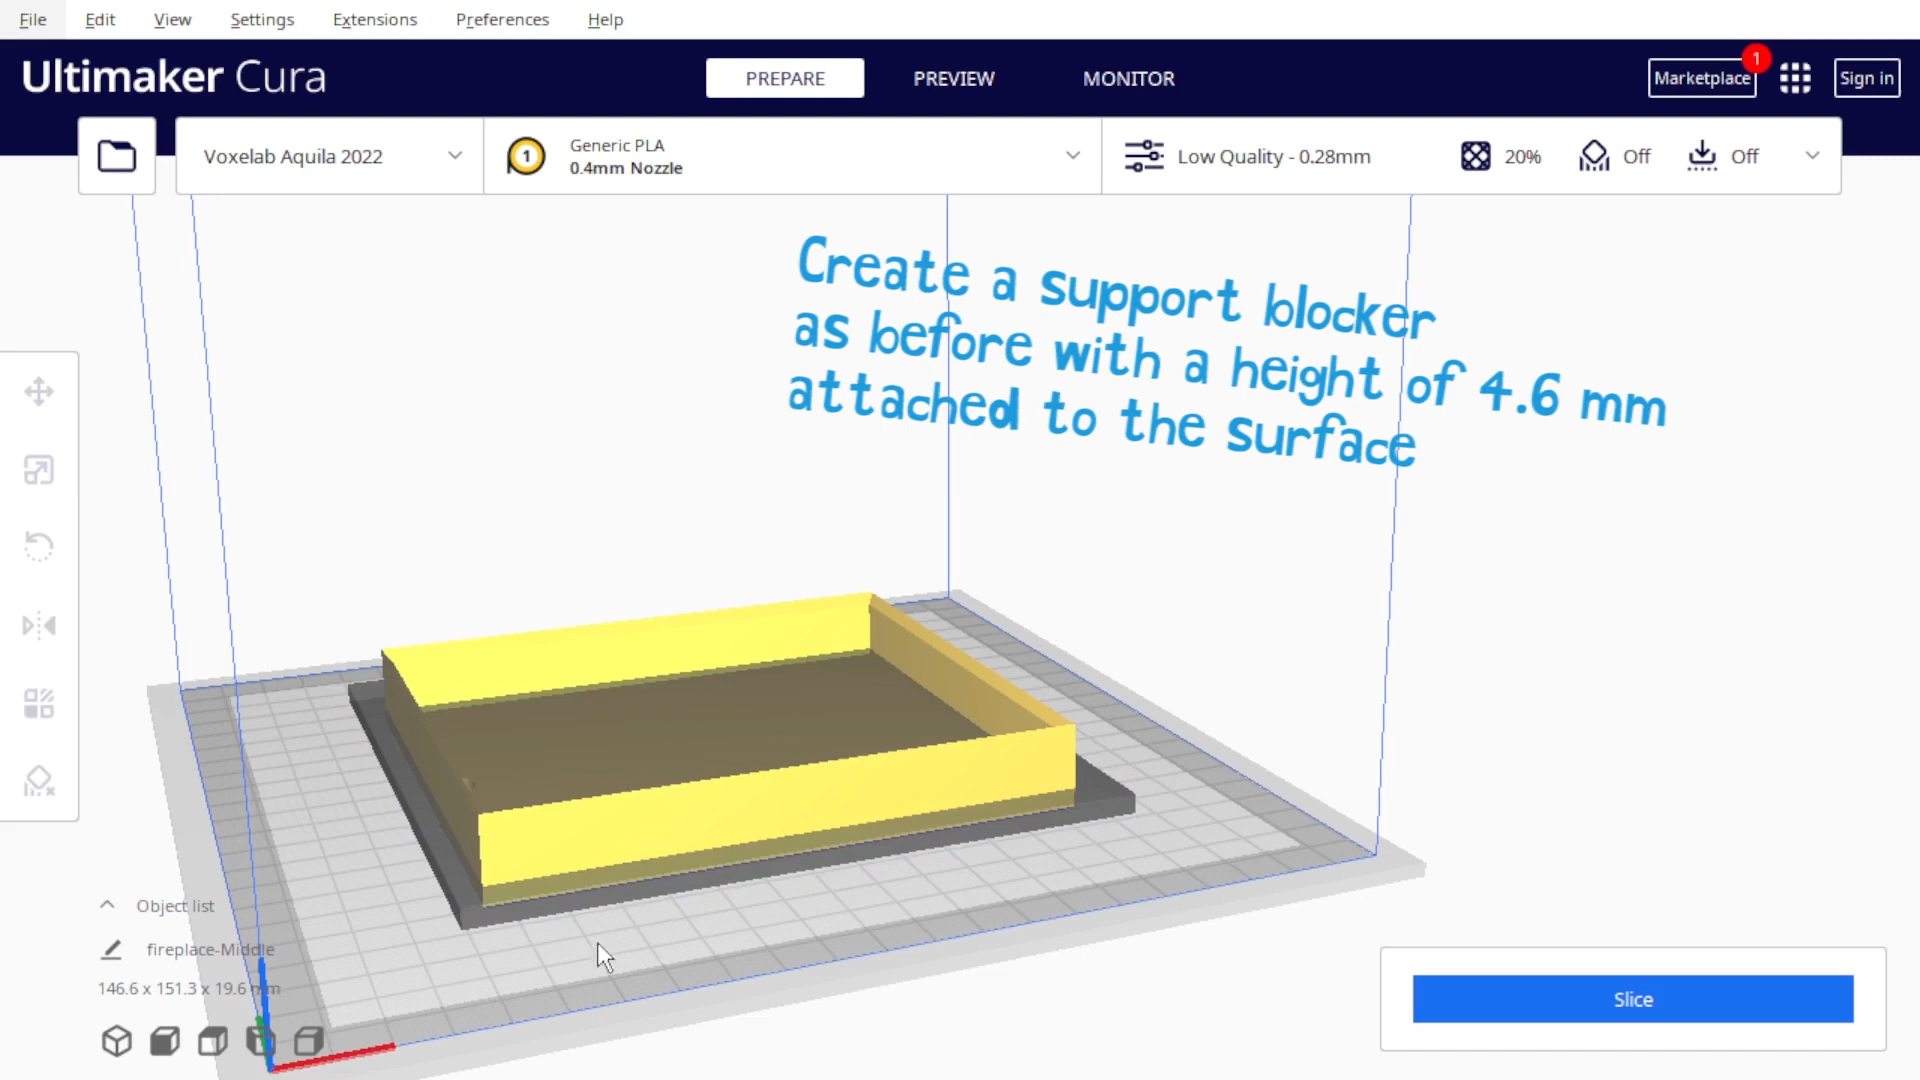 File Edit View Settings Extensions Preferences Help
Ultimaker Cura PREPARE PREVIEW MONITOR Marketplace 1 Sign in
Voxelab Aquila 2022 1 Generic PLA
0.4mm Nozzle Low Quality - 0.28mm 20% Off Off
Create a support blocker
as before with a height of 4.6 mm
attached to the surface
Object list
fireplace-Middle
146.6 x 151.3 x 19.6 mm
Slice